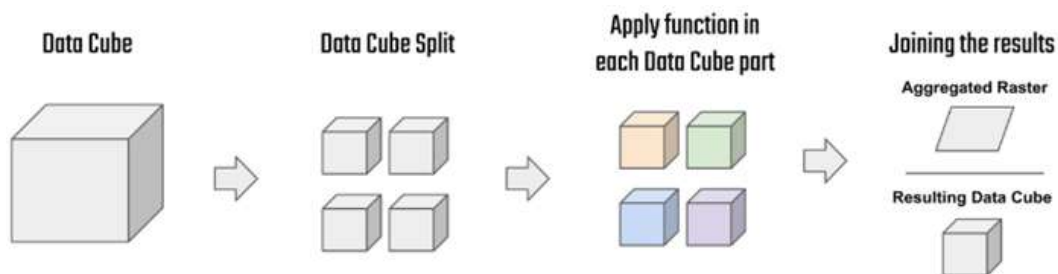 Data Cube
Data Cube Split
Apply function in
each Data Cube part
Joining the results
Aggregated Raster
Resulting Data Cube